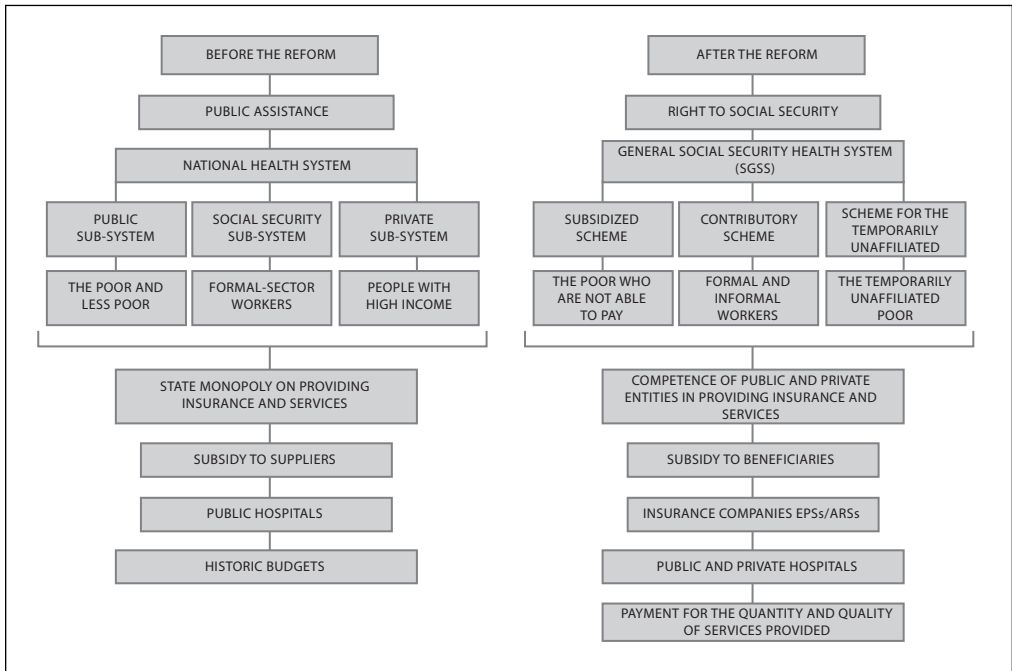 BEFORE THE REFORM
PUBLIC ASSISTANCE
NATIONAL HEALTH SYSTEM
PUBLIC
SUB-SYSTEM
SOCIAL SECURITY
SUB-SYSTEM
PRIVATE
SUB-SYSTEM
THE POOR AND
LESS POOR
FORMAL-SECTOR
WORKERS
PEOPLE WITH
HIGH INCOME
STATE MONOPOLY ON PROVIDING
INSURANCE AND SERVICES
SUBSIDY TO SUPPLIERS
PUBLIC HOSPITALS
HISTORIC BUDGETS
AFTER THE REFORM
RIGHT TO SOCIAL SECURITY
GENERAL SOCIAL SECURITY HEALTH SYSTEM
(SGSS)
SUBSIDIZED
SCHEME
CONTRIBUTORY
SCHEME
SCHEME FOR THE
TEMPORARILY
UNAFFILIATED
THE POOR WHO
ARE NOT ABLE
TO PAY
FORMAL AND
INFORMAL
WORKERS
THE TEMPORARILY
UNAFFILIATED
POOR
COMPETENCE OF PUBLIC AND PRIVATE
ENTITIES IN PROVIDING INSURANCE AND
SERVICES
SUBSIDY TO BENEFICIARIES
INSURANCE COMPANIES EPSs/ARSs
PUBLIC AND PRIVATE HOSPITALS
PAYMENT FOR THE QUANTITY AND QUALITY
OF SERVICES PROVIDED